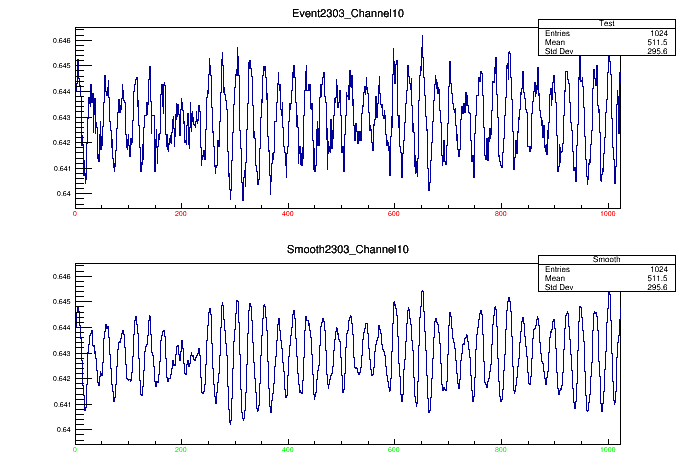 Event2303_Channel10
Test
Entries 1024
Mean 511.5
Std Dev 295.6
0.646
0.645
0.644
0.643
0.642
0.641
0.64
0 200 400 600 800 1000
Smooth2303_Channel10
Smooth
Entries 1024
Mean 511.5
Std Dev 295.6
0.646
0.645
0.644
0.643
0.642
0.641
0.64
0 200 400 600 800 1000